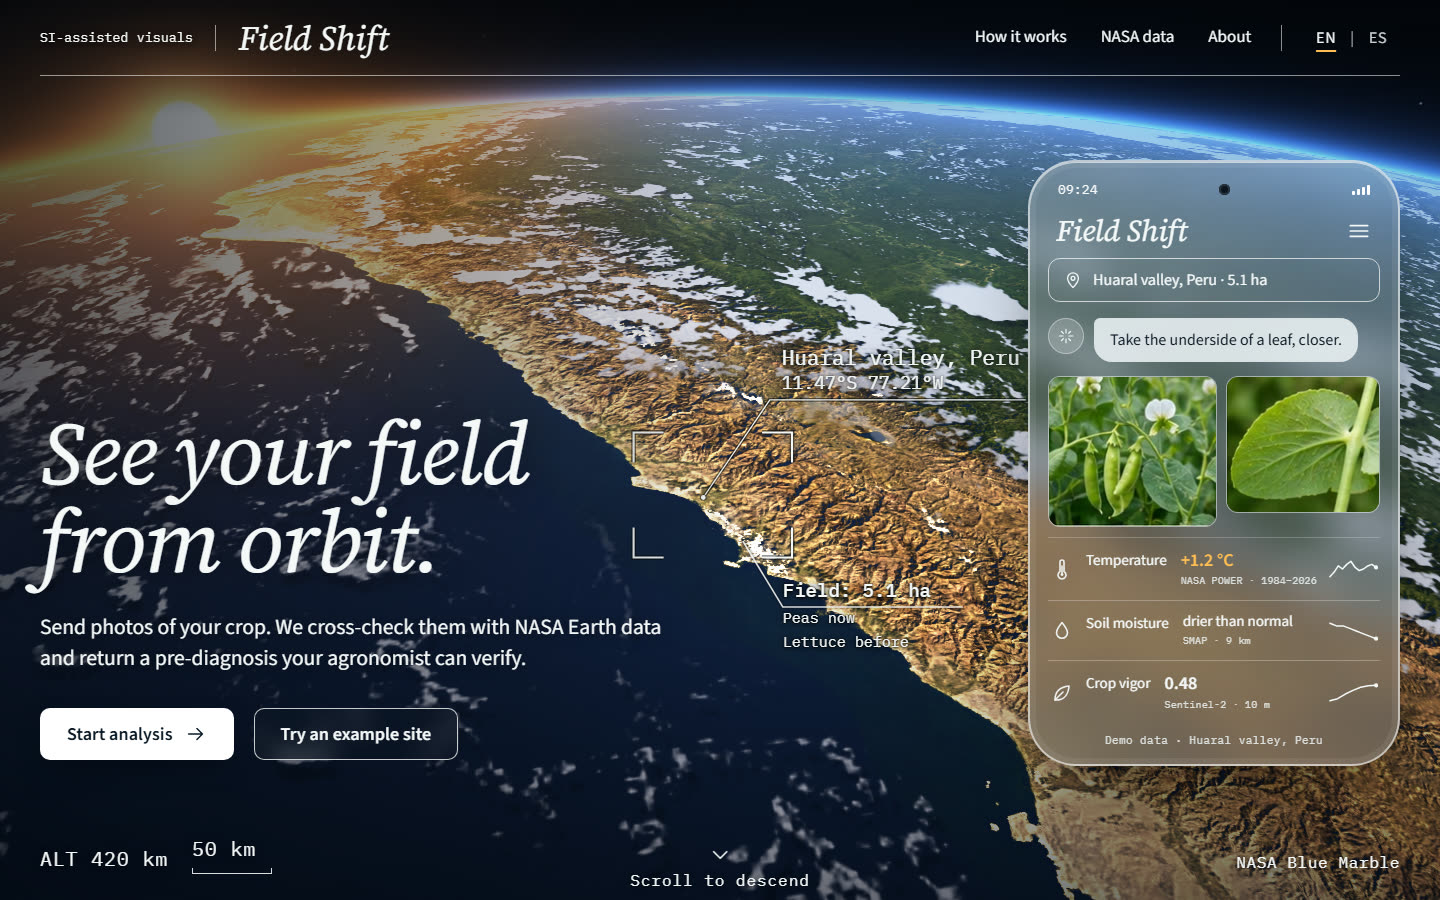 SI-assisted visuals
Field Shift
How it works
NASA data
About
EN | ES
09:24
Field Shift
Huaral valley, Peru · 5.1 ha
Take the underside of a leaf, closer.
Huaral valley, Peru
11.47°S 77.21°W
See your field
from orbit.
Field: 5.1 ha
Peas now
Lettuce before
Send photos of your crop. We cross-check them with NASA Earth data
and return a pre-diagnosis your agronomist can verify.
Start analysis
Try an example site
Temperature +1.2 °C
NASA POWER · 1984–2026
Soil moisture drier than normal
SMAP · 9 km
Crop vigor 0.48
Sentinel-2 · 10 m
Demo data · Huaral valley, Peru
ALT 420 km
50 km
Scroll to descend
NASA Blue Marble